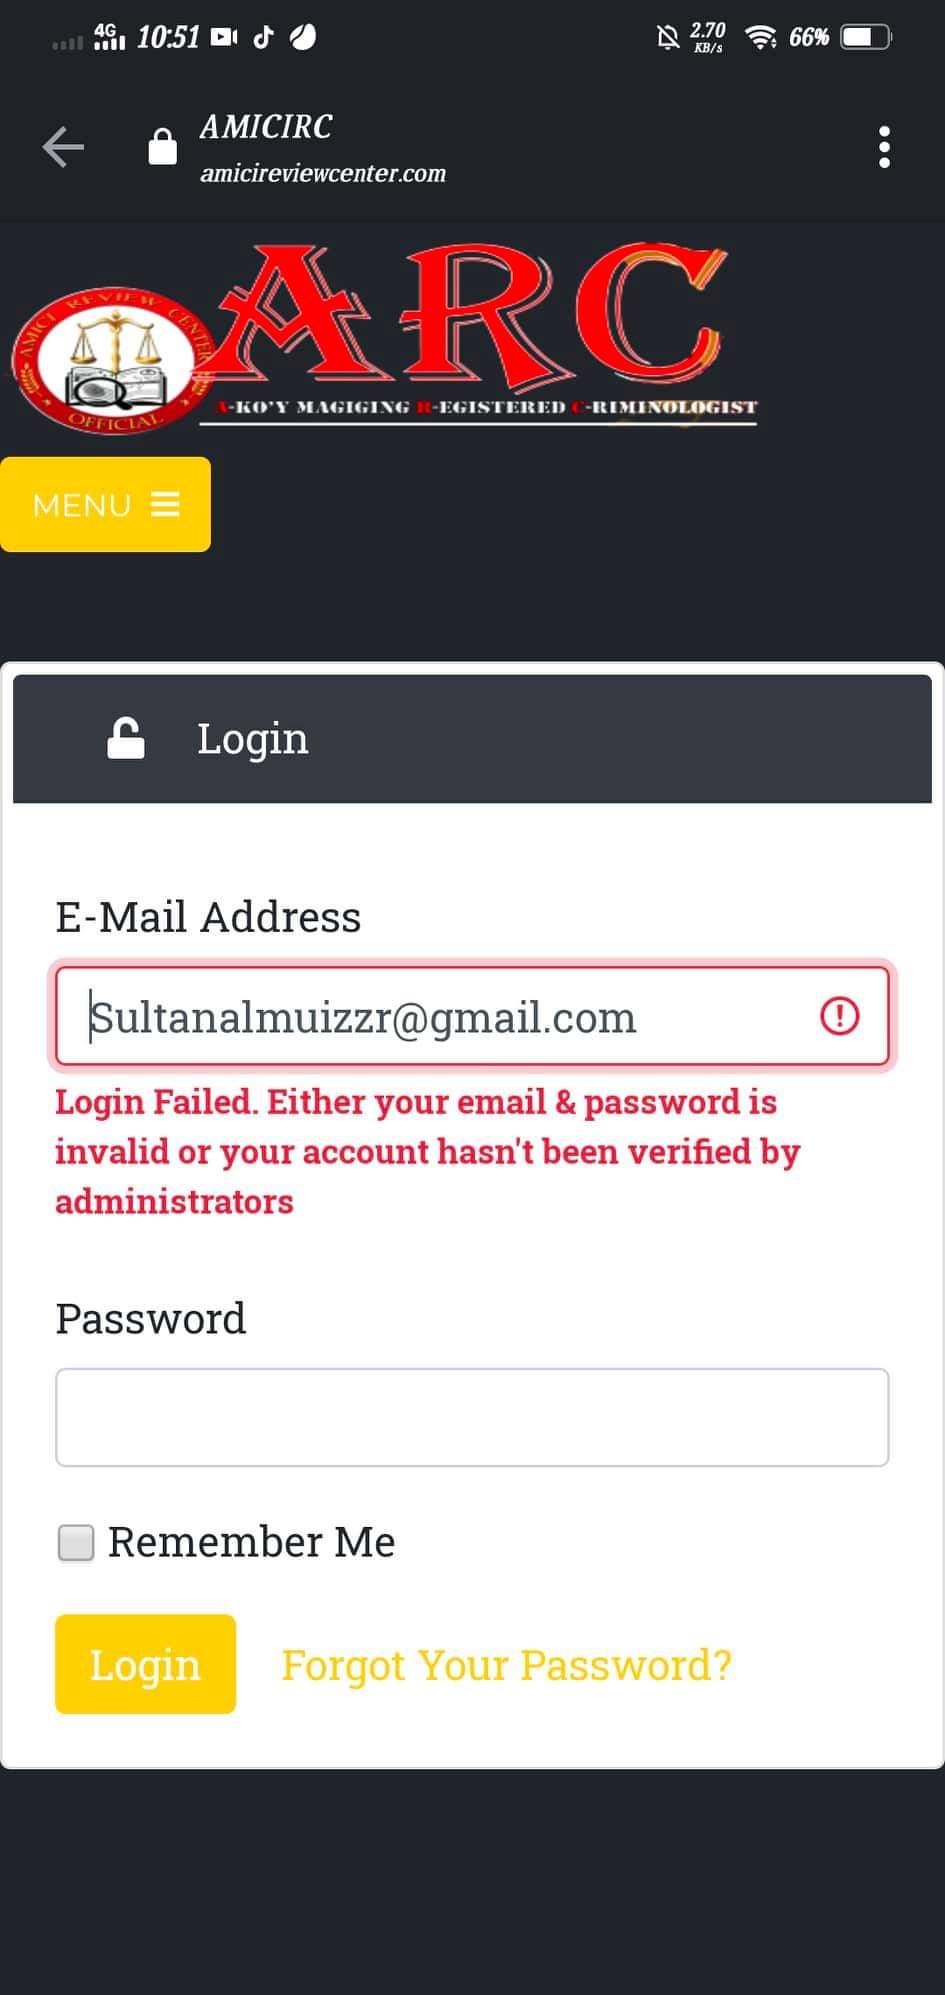 4G 10:51 2.70 KB/s 66%
AMICIRC
amicireviewcenter.com
AMICI REVIEW CENTER
OFFICIAL
ARC
A-KO'Y MAGIGING R-EGISTERED C-RIMINOLOGIST
MENU
Login
E-Mail Address
Sultanalmuizzr@gmail.com
Login Failed. Either your email & password is
invalid or your account hasn't been verified by
administrators
Password
Remember Me
Login Forgot Your Password?